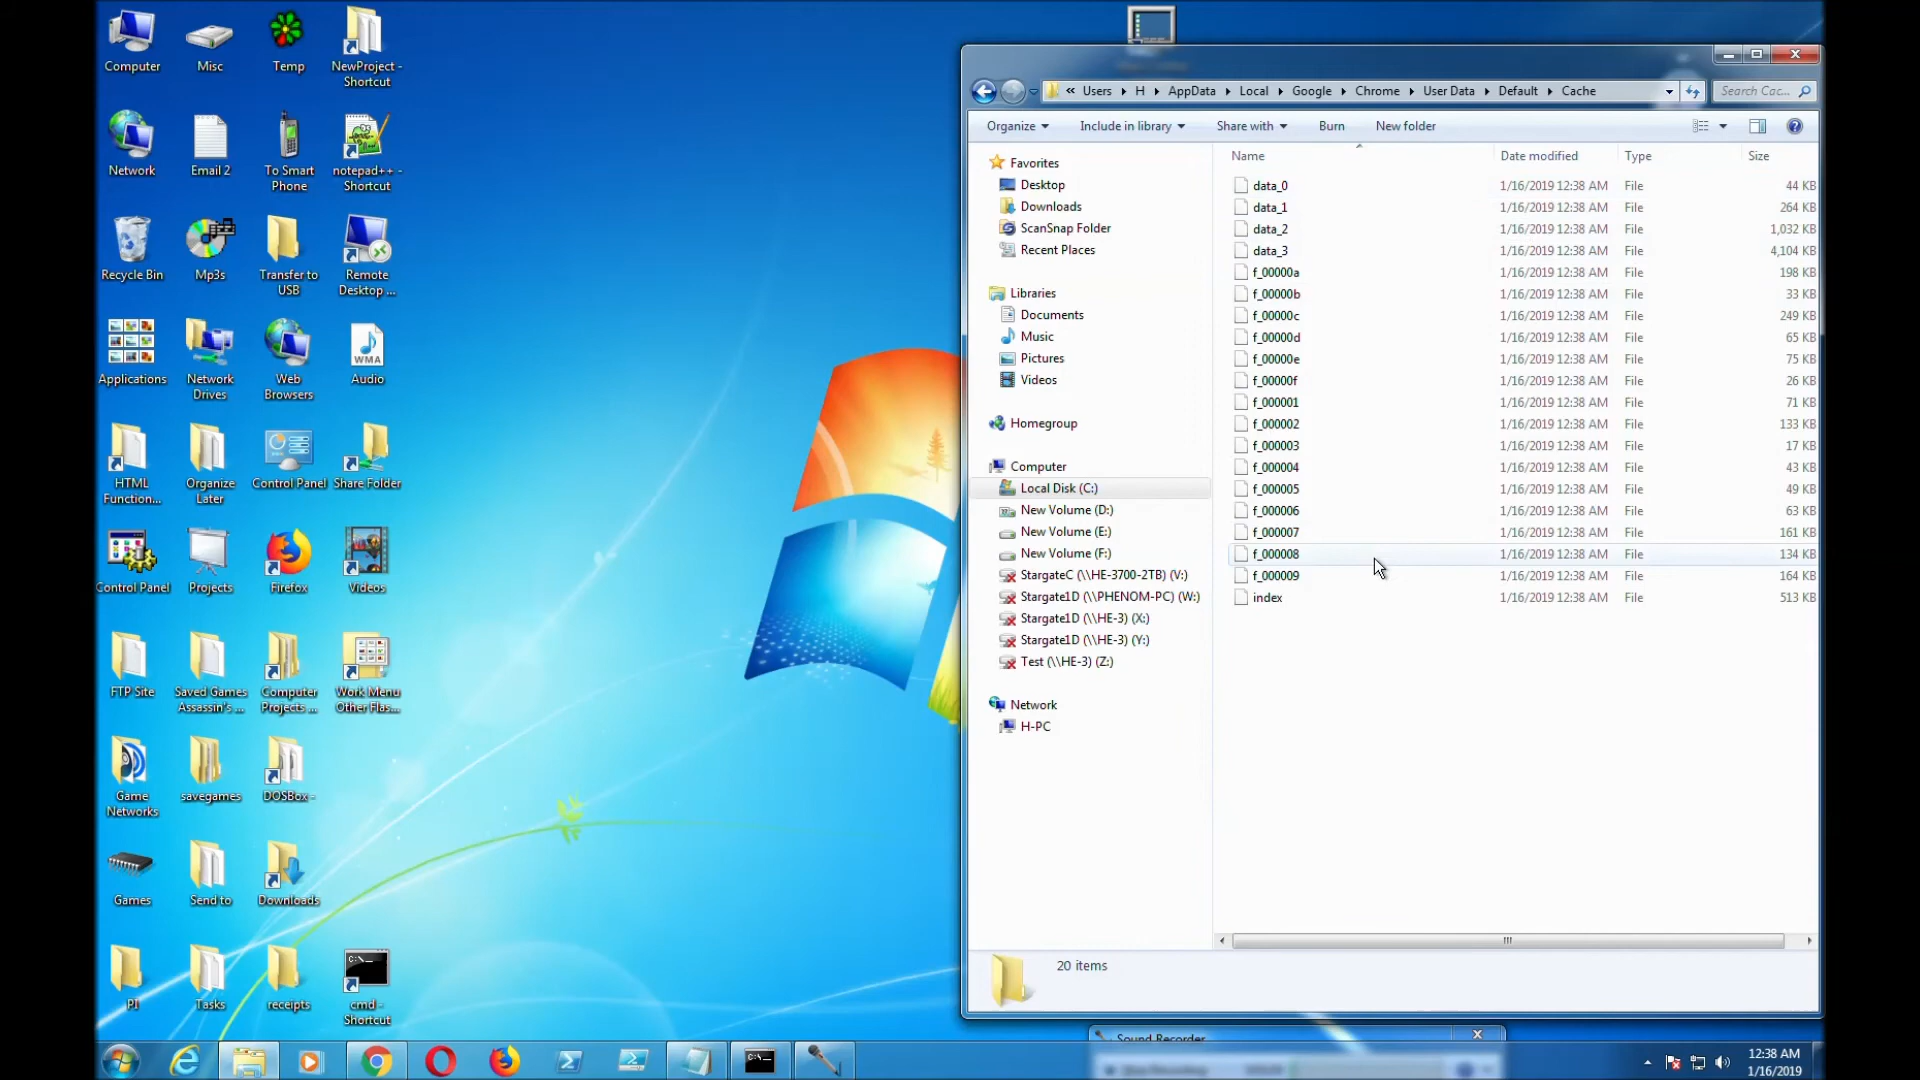 Computer
Misc
Temp
NewProject -
Shortcut
Network
Email 2
To Smart
Phone
notepad++ -
Shortcut
Recycle Bin
Mp3s
Transfer to
USB
Remote
Desktop ...
Applications
Network
Drives
Web
Browsers
WMA
Audio
HTML
Function...
Organize
Later
Control Panel
Share Folder
Control Panel
Projects
Firefox
Videos
FTP Site
Saved Games
Assassin's ...
Computer
Projects ...
Work Menu
Other Flas...
Game
Networks
savegames
DOSBox -
Games
Send to
Downloads
PI
Tasks
receipts
C:\
cmd -
Shortcut
« Users H AppData Local Google Chrome User Data Default Cache
Search Cac...
Organize Include in library Share with Burn New folder
Favorites
Desktop
Downloads
ScanSnap Folder
Recent Places
Libraries
Documents
Music
Pictures
Videos
Homegroup
Computer
Local Disk (C:)
New Volume (D:)
New Volume (E:)
New Volume (F:)
StargateC (\\HE-3700-2TB) (V:)
Stargate1D (\\PHENOM-PC) (W:)
Stargate1D (\\HE-3) (X:)
Stargate1D (\\HE-3) (Y:)
Test (\\HE-3) (Z:)
Network
H-PC
Name Date modified Type Size
data_0 1/16/2019 12:38 AM File 44 KB
data_1 1/16/2019 12:38 AM File 264 KB
data_2 1/16/2019 12:38 AM File 1,032 KB
data_3 1/16/2019 12:38 AM File 4,104 KB
f_00000a 1/16/2019 12:38 AM File 198 KB
f_00000b 1/16/2019 12:38 AM File 33 KB
f_00000c 1/16/2019 12:38 AM File 249 KB
f_00000d 1/16/2019 12:38 AM File 65 KB
f_00000e 1/16/2019 12:38 AM File 75 KB
f_00000f 1/16/2019 12:38 AM File 26 KB
f_000001 1/16/2019 12:38 AM File 71 KB
f_000002 1/16/2019 12:38 AM File 133 KB
f_000003 1/16/2019 12:38 AM File 17 KB
f_000004 1/16/2019 12:38 AM File 43 KB
f_000005 1/16/2019 12:38 AM File 49 KB
f_000006 1/16/2019 12:38 AM File 63 KB
f_000007 1/16/2019 12:38 AM File 161 KB
f_000008 1/16/2019 12:38 AM File 134 KB
f_000009 1/16/2019 12:38 AM File 164 KB
index 1/16/2019 12:38 AM File 513 KB
20 items
Sound Recorder
12:38 AM
1/16/2019